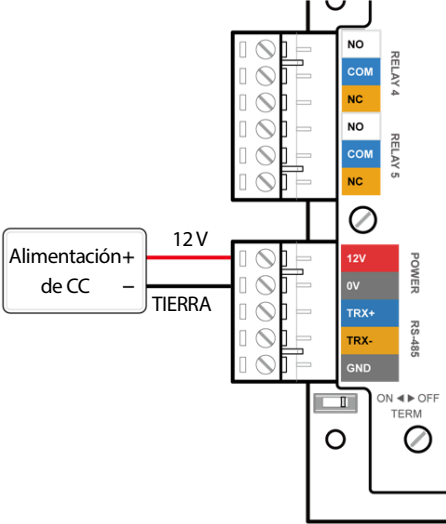 NO
COM
NC
RELAY 4
NO
COM
NC
RELAY 5
Alimentación+
de CC –
12 V
TIERRA
12V
0V
POWER
TRX+
TRX-
GND
RS-485
ON ◀ ▶ OFF
TERM